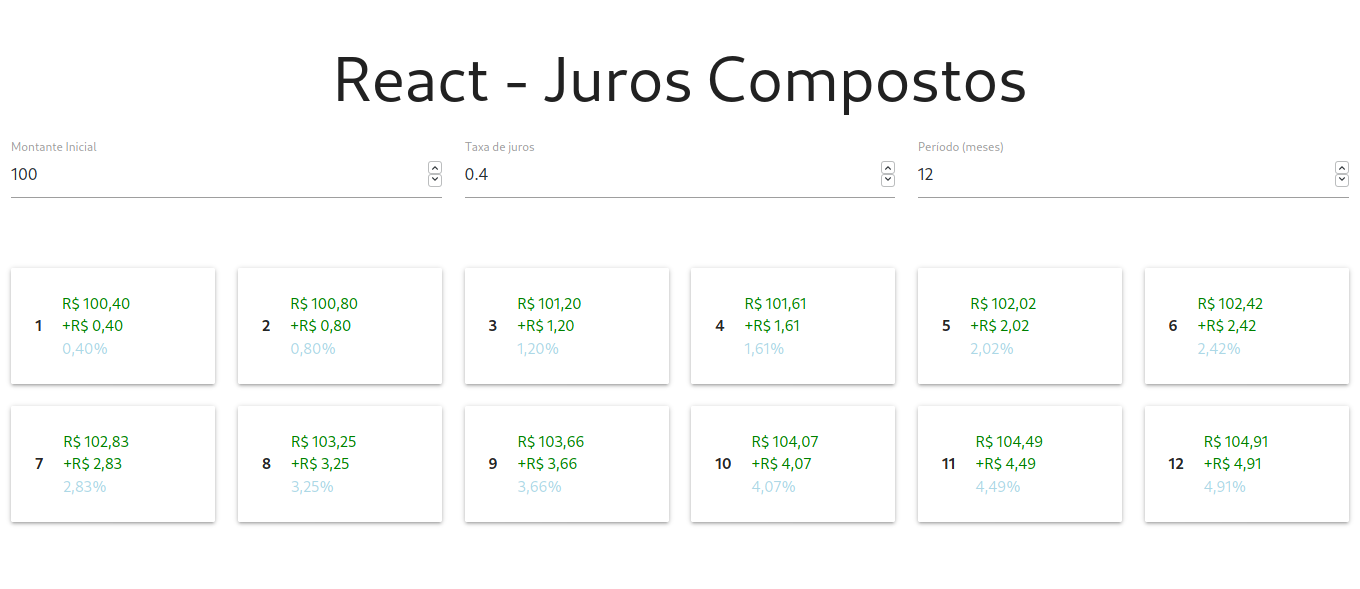 React - Juros Compostos
Montante Inicial
100
Taxa de juros
0.4
Período (meses)
12
1
R$ 100,40
+R$ 0,40
0,40%
2
R$ 100,80
+R$ 0,80
0,80%
3
R$ 101,20
+R$ 1,20
1,20%
4
R$ 101,61
+R$ 1,61
1,61%
5
R$ 102,02
+R$ 2,02
2,02%
6
R$ 102,42
+R$ 2,42
2,42%
7
R$ 102,83
+R$ 2,83
2,83%
8
R$ 103,25
+R$ 3,25
3,25%
9
R$ 103,66
+R$ 3,66
3,66%
10
R$ 104,07
+R$ 4,07
4,07%
11
R$ 104,49
+R$ 4,49
4,49%
12
R$ 104,91
+R$ 4,91
4,91%